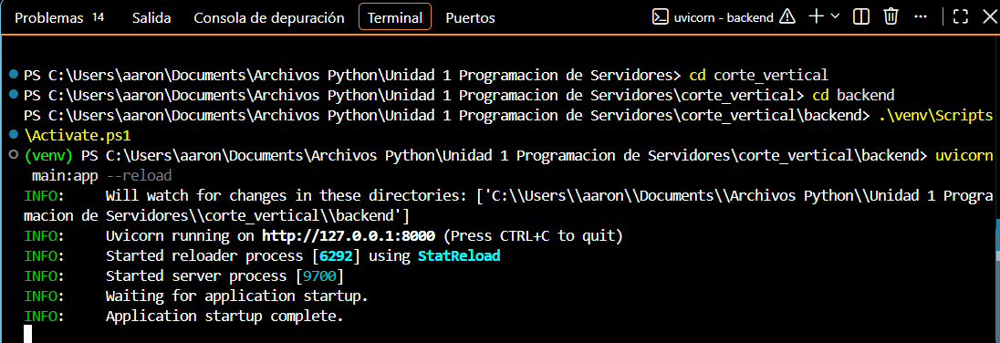 Problemas 14 Salida Consola de depuración Terminal Puertos uvicorn - backend
PS C:\Users\aaron\Documents\Archivos Python\Unidad 1 Programacion de Servidores> cd corte_vertical
PS C:\Users\aaron\Documents\Archivos Python\Unidad 1 Programacion de Servidores\corte_vertical> cd backend
PS C:\Users\aaron\Documents\Archivos Python\Unidad 1 Programacion de Servidores\corte_vertical\backend> .\venv\Scripts
\Activate.ps1
(venv) PS C:\Users\aaron\Documents\Archivos Python\Unidad 1 Programacion de Servidores\corte_vertical\backend> uvicorn
main:app --reload
INFO: Will watch for changes in these directories: ['C:\\Users\\aaron\\Documents\\Archivos Python\\Unidad 1 Progra
macion de Servidores\\corte_vertical\\backend']
INFO: Uvicorn running on http://127.0.0.1:8000 (Press CTRL+C to quit)
INFO: Started reloader process [6292] using StatReload
INFO: Started server process [9700]
INFO: Waiting for application startup.
INFO: Application startup complete.